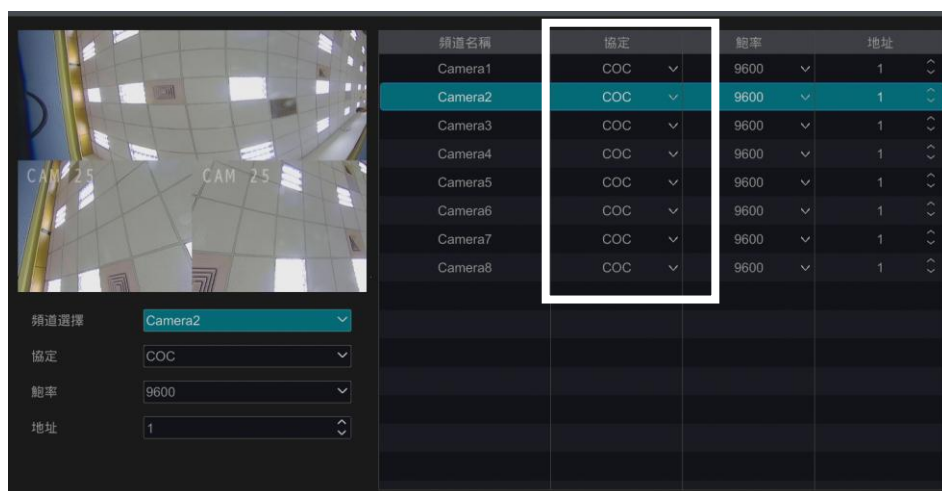 頻道名稱 協定 鮑率 地址
Camera1 COC 9600 1
Camera2 COC 9600 1
Camera3 COC 9600 1
Camera4 COC 9600 1
Camera5 COC 9600 1
Camera6 COC 9600 1
Camera7 COC 9600 1
Camera8 COC 9600 1
CAM 25 CAM 25
頻道選擇 Camera2
協定 COC
鮑率 9600
地址 1